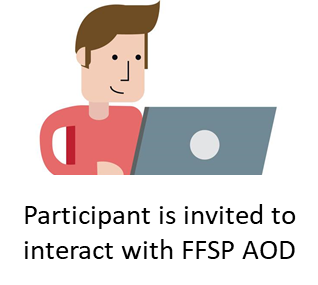 Participant is invited to
interact with FFSP AOD